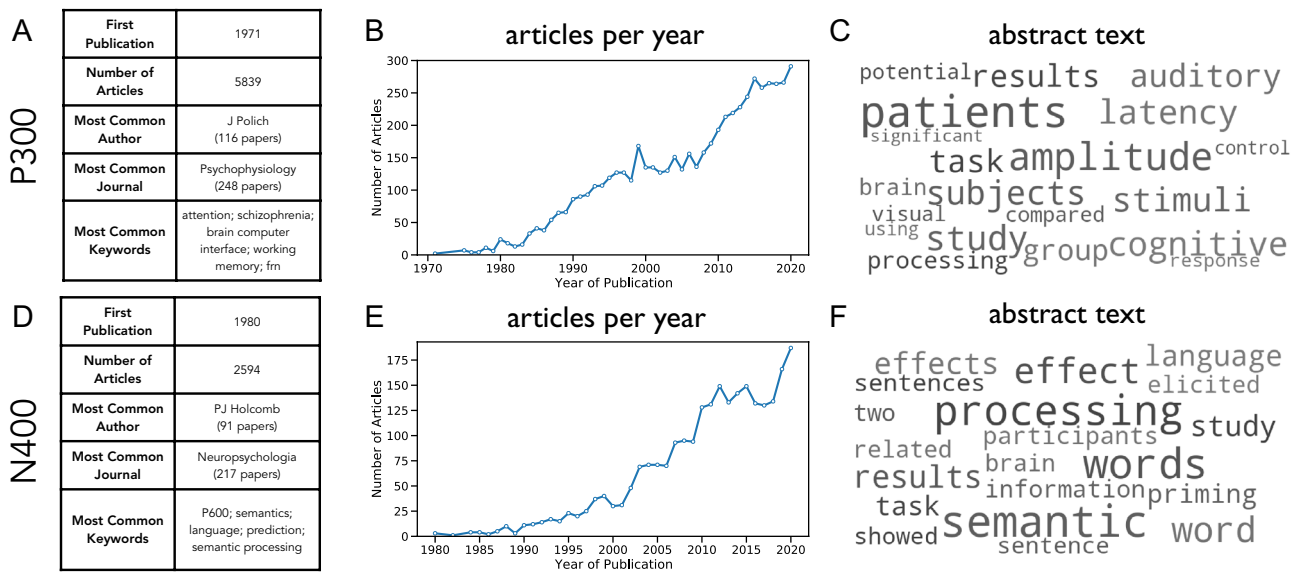 A
P300
First
Publication
1971
Number of
Articles
5839
Most Common
Author
J Polich
(116 papers)
Most Common
Journal
Psychophysiology
(248 papers)
Most Common
Keywords
attention; schizophrenia;
brain computer
interface; working
memory; frn
B
articles per year
Number of Articles
300
250
200
150
100
50
0
1970 1980 1990 2000 2010 2020
Year of Publication
C
abstract text
potential results auditory
patients latency
significant
task amplitude control
brain subjects stimuli
visual compared
using study group cognitive
processing response
D
N400
First
Publication
1980
Number of
Articles
2594
Most Common
Author
PJ Holcomb
(91 papers)
Most Common
Journal
Neuropsychologia
(217 papers)
Most Common
Keywords
P600; semantics;
language; prediction;
semantic processing
E
articles per year
Number of Articles
175
150
125
100
75
50
25
0
1980 1985 1990 1995 2000 2005 2010 2015 2020
Year of Publication
F
abstract text
effects effect language
sentences elicited
two processing study
related participants
results brain words
task information priming
showed semantic word
sentence